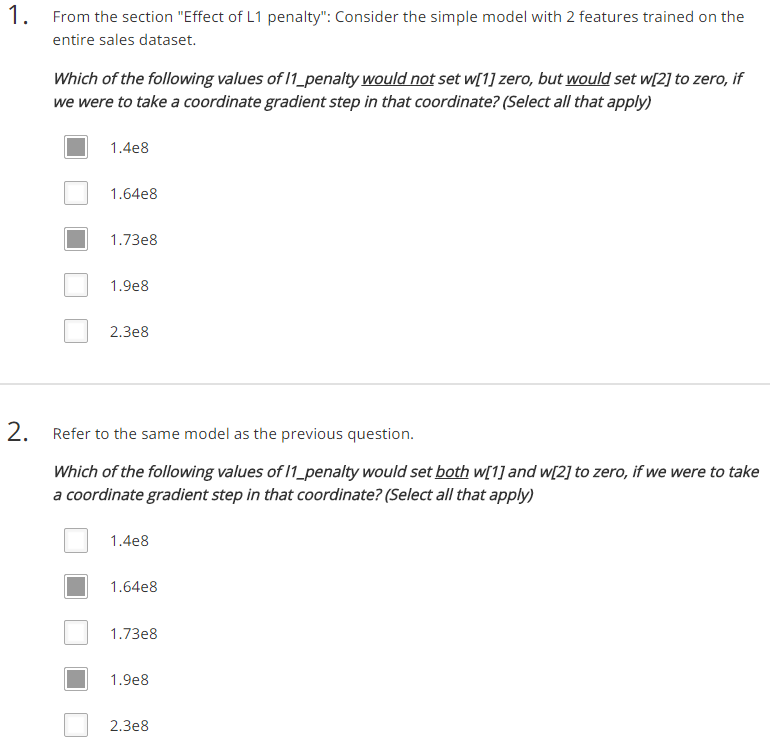 1. From the section "Effect of L1 penalty": Consider the simple model with 2 features trained on the
entire sales dataset.
Which of the following values of l1_penalty would not set w[1] zero, but would set w[2] to zero, if
we were to take a coordinate gradient step in that coordinate? (Select all that apply)
1.4e8
1.64e8
1.73e8
1.9e8
2.3e8
2. Refer to the same model as the previous question.
Which of the following values of l1_penalty would set both w[1] and w[2] to zero, if we were to take
a coordinate gradient step in that coordinate? (Select all that apply)
1.4e8
1.64e8
1.73e8
1.9e8
2.3e8